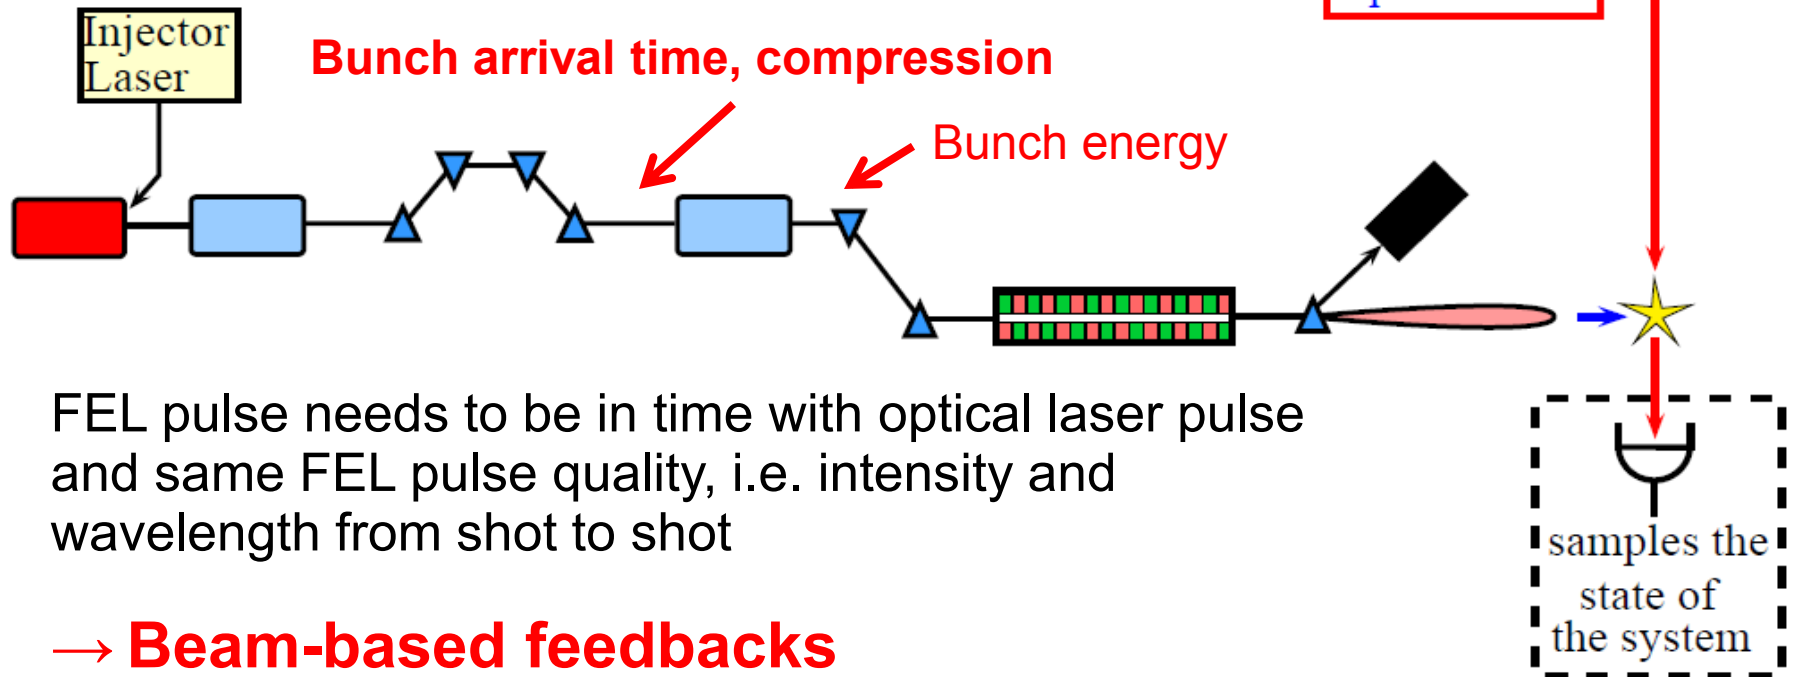 Injector
Laser
Bunch arrival time, compression
Bunch energy
FEL pulse needs to be in time with optical laser pulse
and same FEL pulse quality, i.e. intensity and
wavelength from shot to shot
→ Beam-based feedbacks
samples the
state of
the system